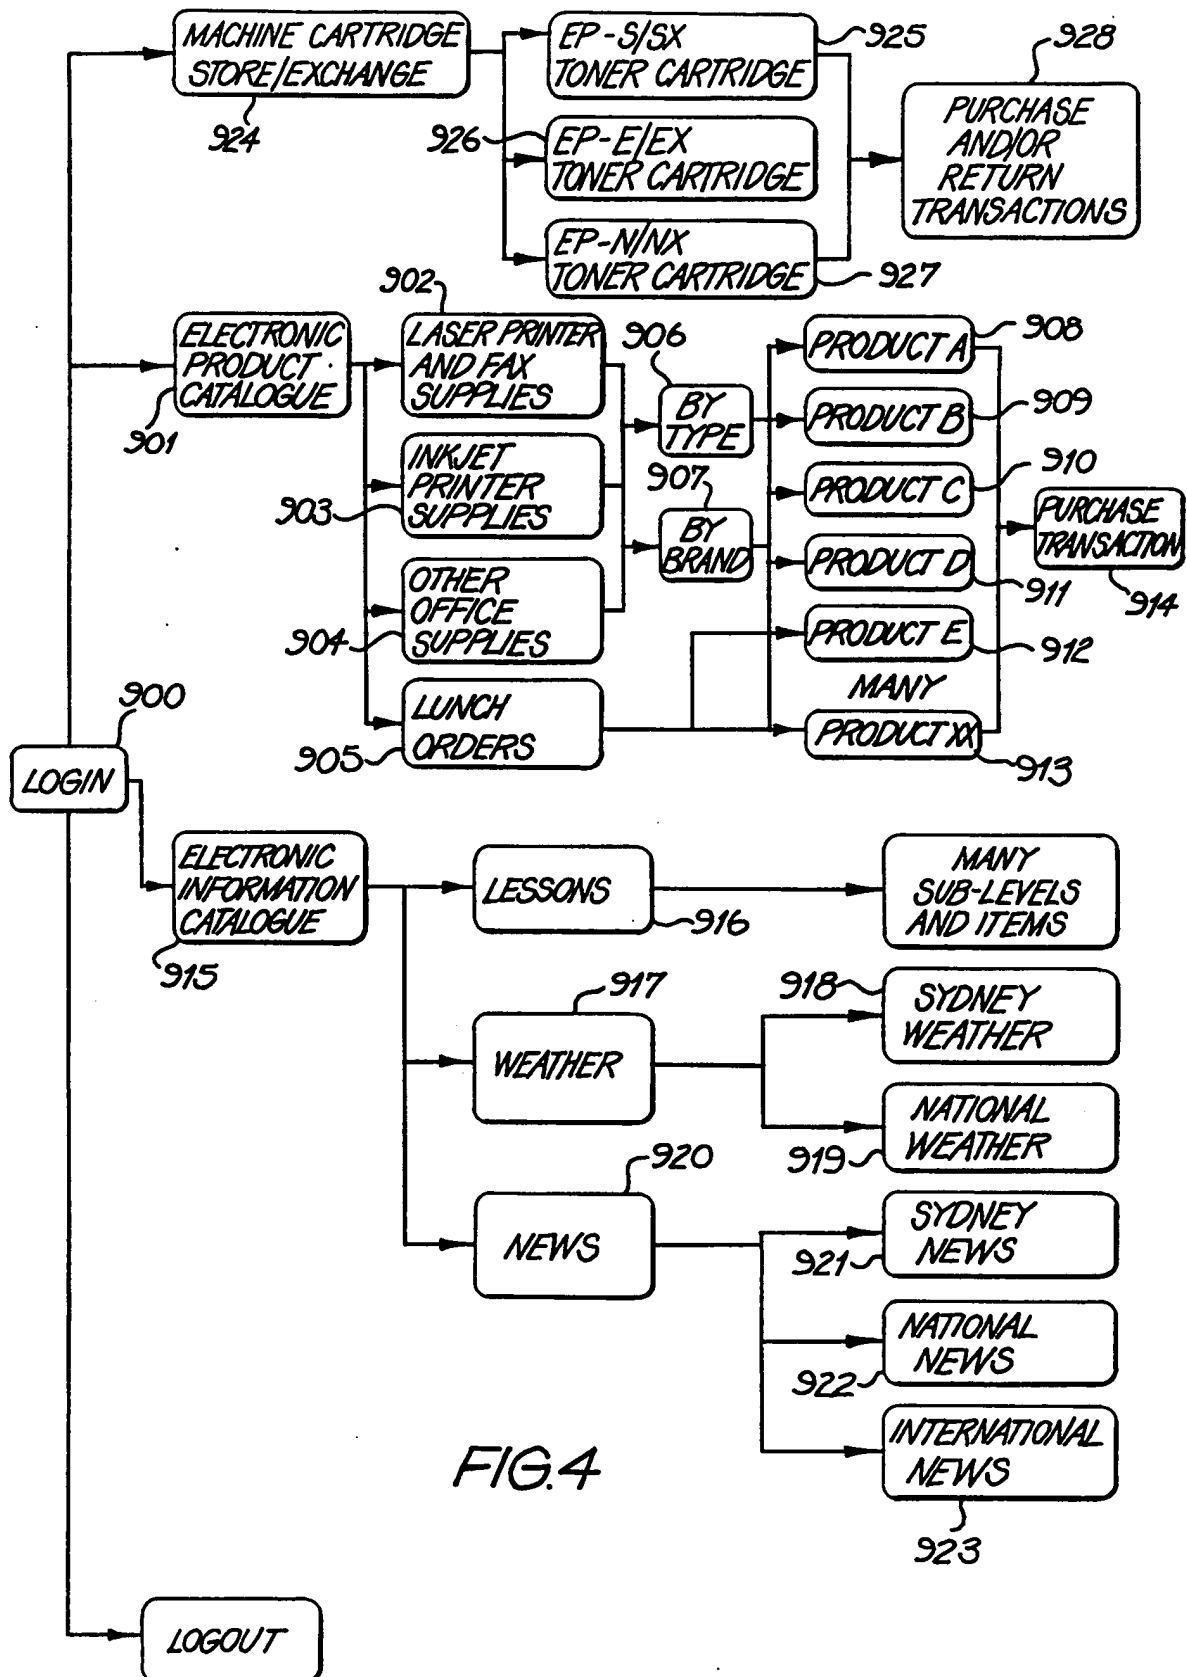 MACHINE CARTRIDGE
STORE/EXCHANGE
924
EP-S/SX
TONER CARTRIDGE
925
926
EP-E/EX
TONER CARTRIDGE
EP-N/NX
TONER CARTRIDGE
927
928
PURCHASE
AND/OR
RETURN
TRANSACTIONS
ELECTRONIC
PRODUCT
CATALOGUE
901
902
LASER PRINTER
AND FAX
SUPPLIES
INKJET
PRINTER
SUPPLIES
903
OTHER
OFFICE
SUPPLIES
904
LUNCH
ORDERS
905
906
BY
TYPE
907
BY
BRAND
PRODUCT A
908
PRODUCT B
909
PRODUCT C
910
PRODUCT D
911
PRODUCT E
912
MANY
PRODUCT XX
913
PURCHASE
TRANSACTION
914
900
LOGIN
ELECTRONIC
INFORMATION
CATALOGUE
915
LESSONS
916
MANY
SUB-LEVELS
AND ITEMS
917
WEATHER
918
SYDNEY
WEATHER
NATIONAL
WEATHER
919
920
NEWS
SYDNEY
NEWS
921
NATIONAL
NEWS
922
INTERNATIONAL
NEWS
923
FIG.4
LOGOUT